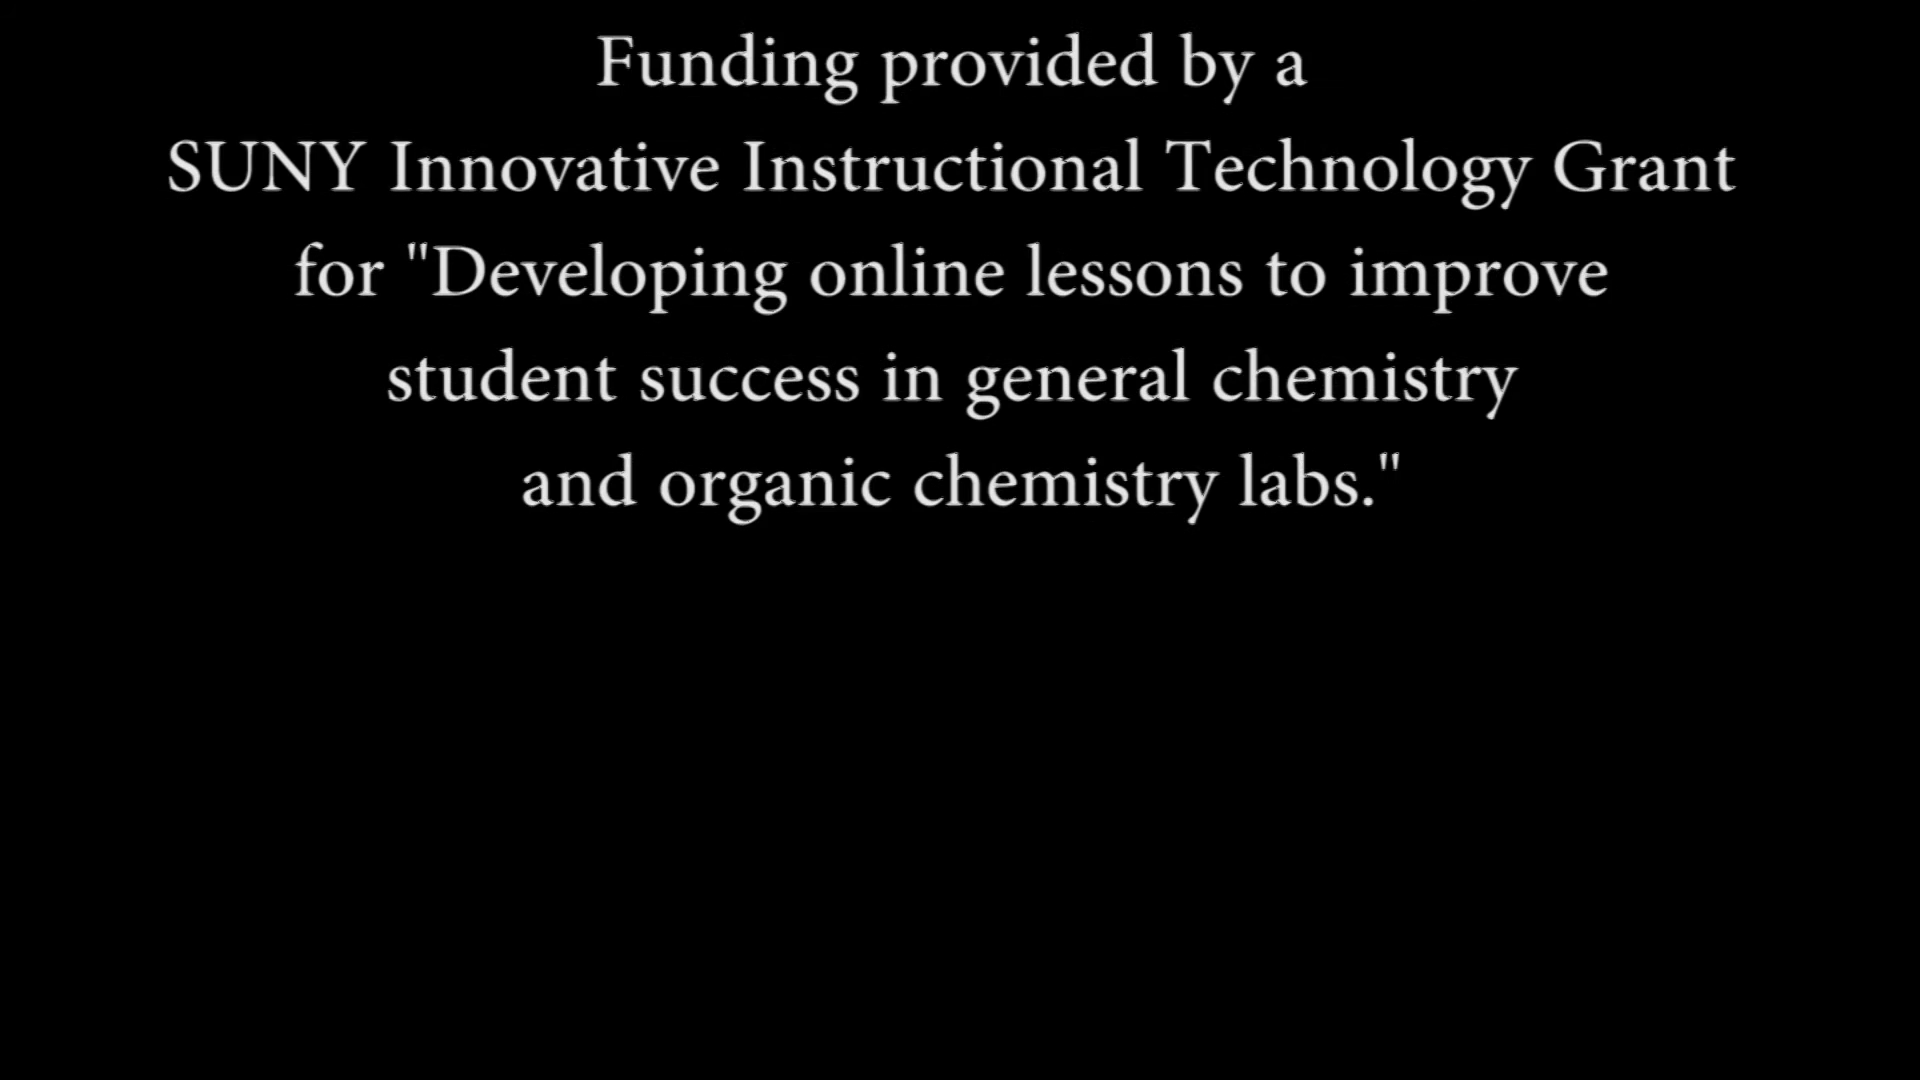 Funding provided by a
SUNY Innovative Instructional Technology Grant
for "Developing online lessons to improve
student success in general chemistry
and organic chemistry labs."